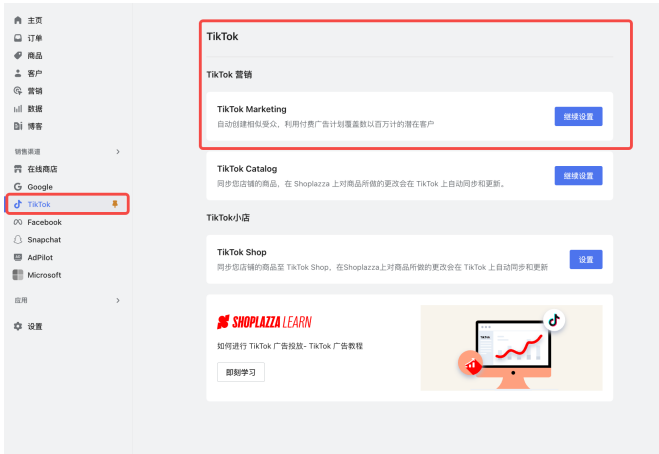 主页
订单
商品
客户
营销
数据
博客
销售渠道
在线商店
Google
TikTok
Facebook
Snapchat
AdPilot
Microsoft
应用
设置
TikTok
TikTok 营销
TikTok Marketing
自动创建相似受众，利用付费广告计划覆盖数以百万计的潜在客户
继续设置
TikTok Catalog
同步您店铺的商品，在 Shoplazza 上对商品所做的更改会在 TikTok 上自动同步和更新。
继续设置
TikTok小店
TikTok Shop
同步您店铺的商品至 TikTok Shop，在Shoplazza上对商品所做的更改会在 TikTok 上自动同步和更新
设置
SHOPLAZZA LEARN
如何进行 TikTok 广告投放- TikTok 广告教程
即刻学习